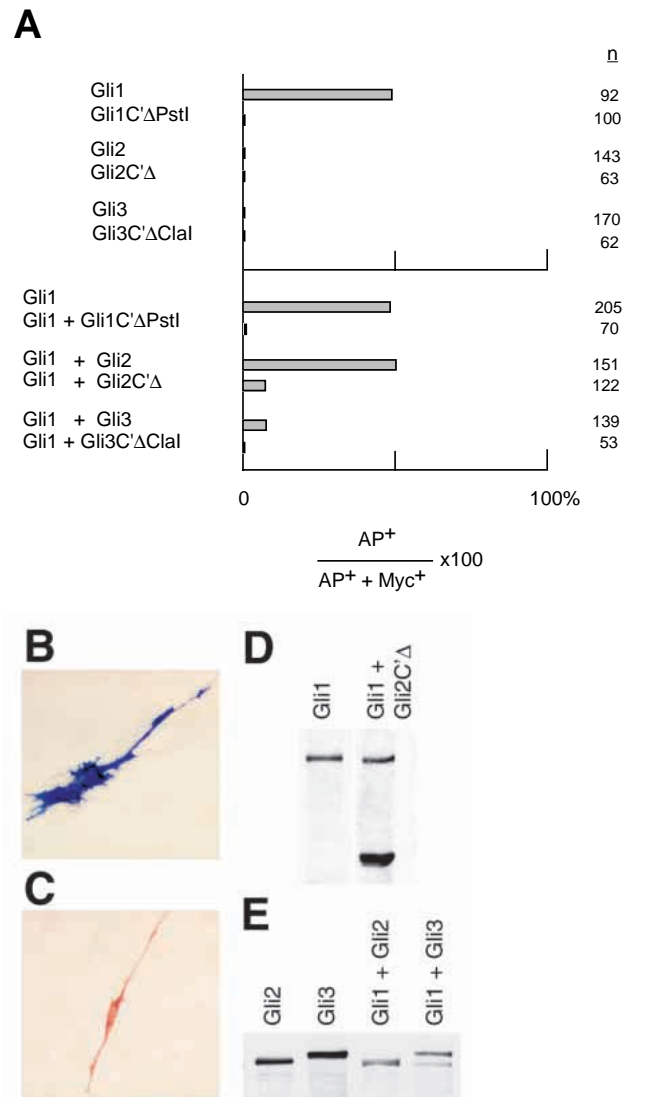 A
n
Gli1 92
Gli1C'ΔPstI 100
Gli2 143
Gli2C'Δ 63
Gli3 170
Gli3C'ΔClaI 62
Gli1 205
Gli1 + Gli1C'ΔPstI 70
Gli1 + Gli2 151
Gli1 + Gli2C'Δ 122
Gli1 + Gli3 139
Gli1 + Gli3C'ΔClaI 53
0 100%
AP+
AP+ + Myc+
x100
B
D
Gli1
Gli1 +
Gli2C'Δ
C
E
Gli2
Gli3
Gli1 + Gli2
Gli1 + Gli3